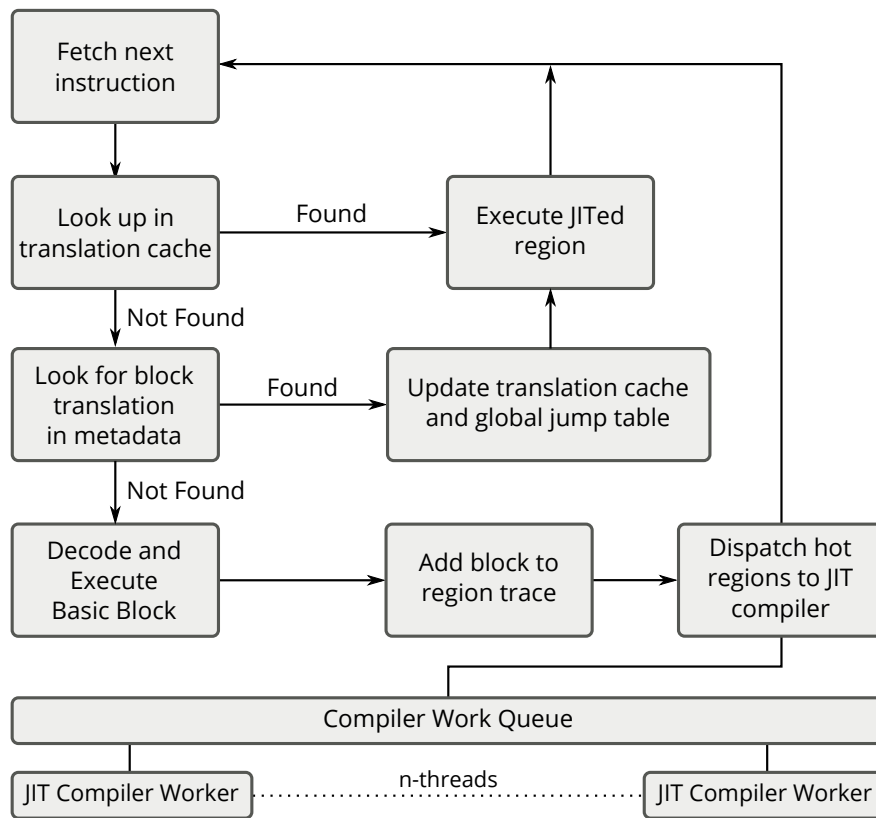 Fetch next
instruction
Look up in
translation cache
Found
Execute JITed
region
Not Found
Look for block
translation
in metadata
Found
Update translation cache
and global jump table
Not Found
Decode and
Execute
Basic Block
Add block to
region trace
Dispatch hot
regions to JIT
compiler
Compiler Work Queue
JIT Compiler Worker
n-threads
JIT Compiler Worker